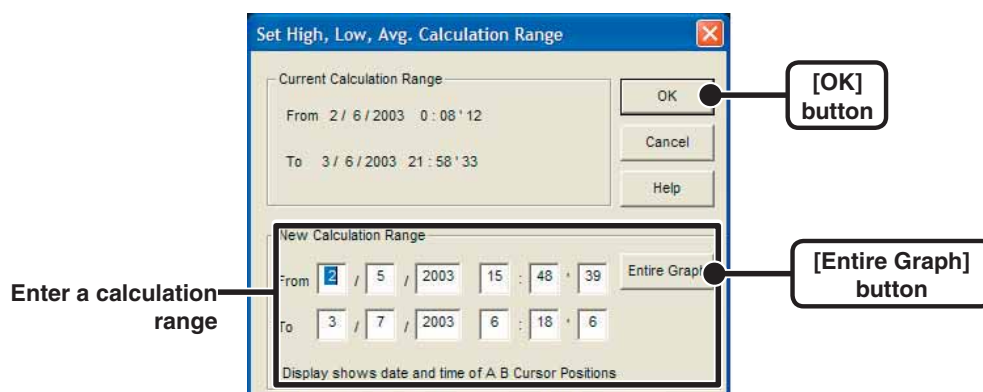 Set High, Low, Avg. Calculation Range
Current Calculation Range
From 2 / 6 / 2003 0 : 08 ' 12
To 3 / 6 / 2003 21 : 58 ' 33
OK
Cancel
Help
[OK]
button
New Calculation Range
From 2 / 5 / 2003 15 : 48 ' 39
Entire Graph
To 3 / 7 / 2003 6 : 18 ' 6
Display shows date and time of A B Cursor Positions
[Entire Graph]
button
Enter a calculation
range